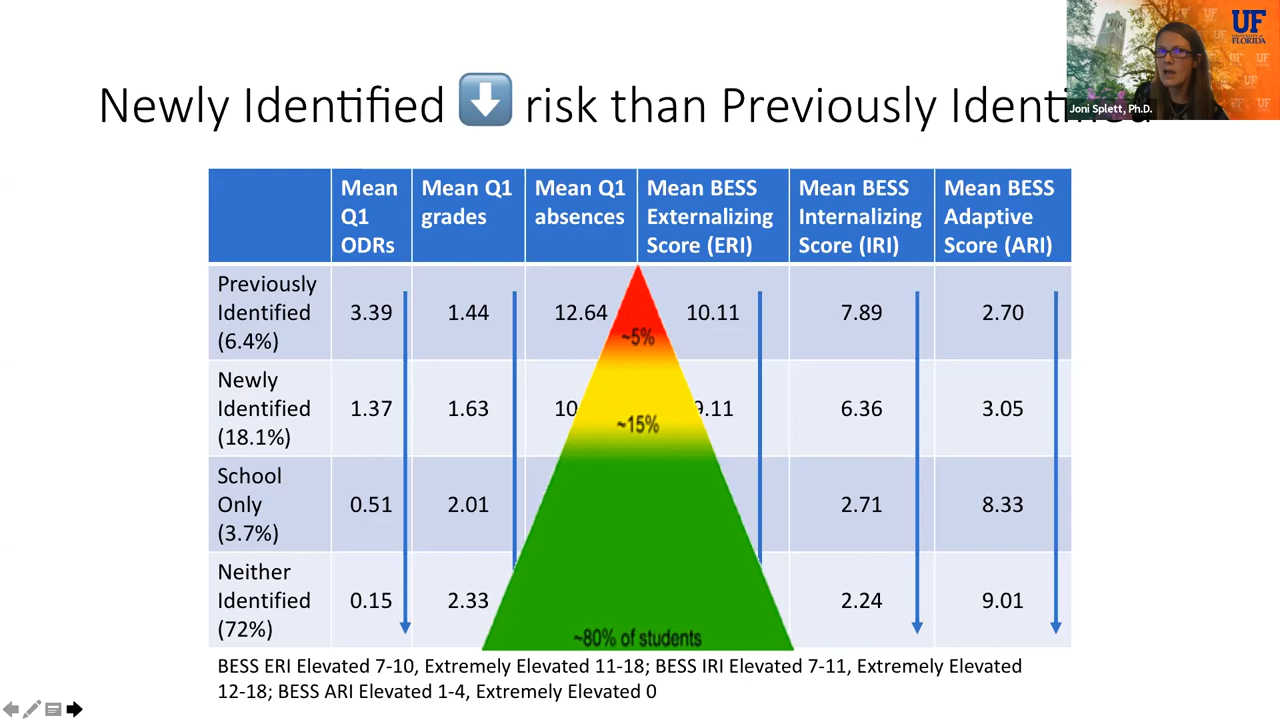 UF
UNIVERSITY of
FLORIDA
Joni Splett, Ph.D.
Newly Identified ⬇ risk than Previously Identified
Mean Q1 ODRs
Mean Q1 grades
Mean Q1 absences
Mean BESS Externalizing Score (ERI)
Mean BESS Internalizing Score (IRI)
Mean BESS Adaptive Score (ARI)
Previously Identified (6.4%)
3.39
1.44
12.64
10.11
7.89
2.70
Newly Identified (18.1%)
1.37
1.63
10
9.11
6.36
3.05
School Only (3.7%)
0.51
2.01
2.71
8.33
Neither Identified (72%)
0.15
2.33
2.24
9.01
~5%
~15%
~80% of students
BESS ERI Elevated 7-10, Extremely Elevated 11-18; BESS IRI Elevated 7-11, Extremely Elevated
12-18; BESS ARI Elevated 1-4, Extremely Elevated 0